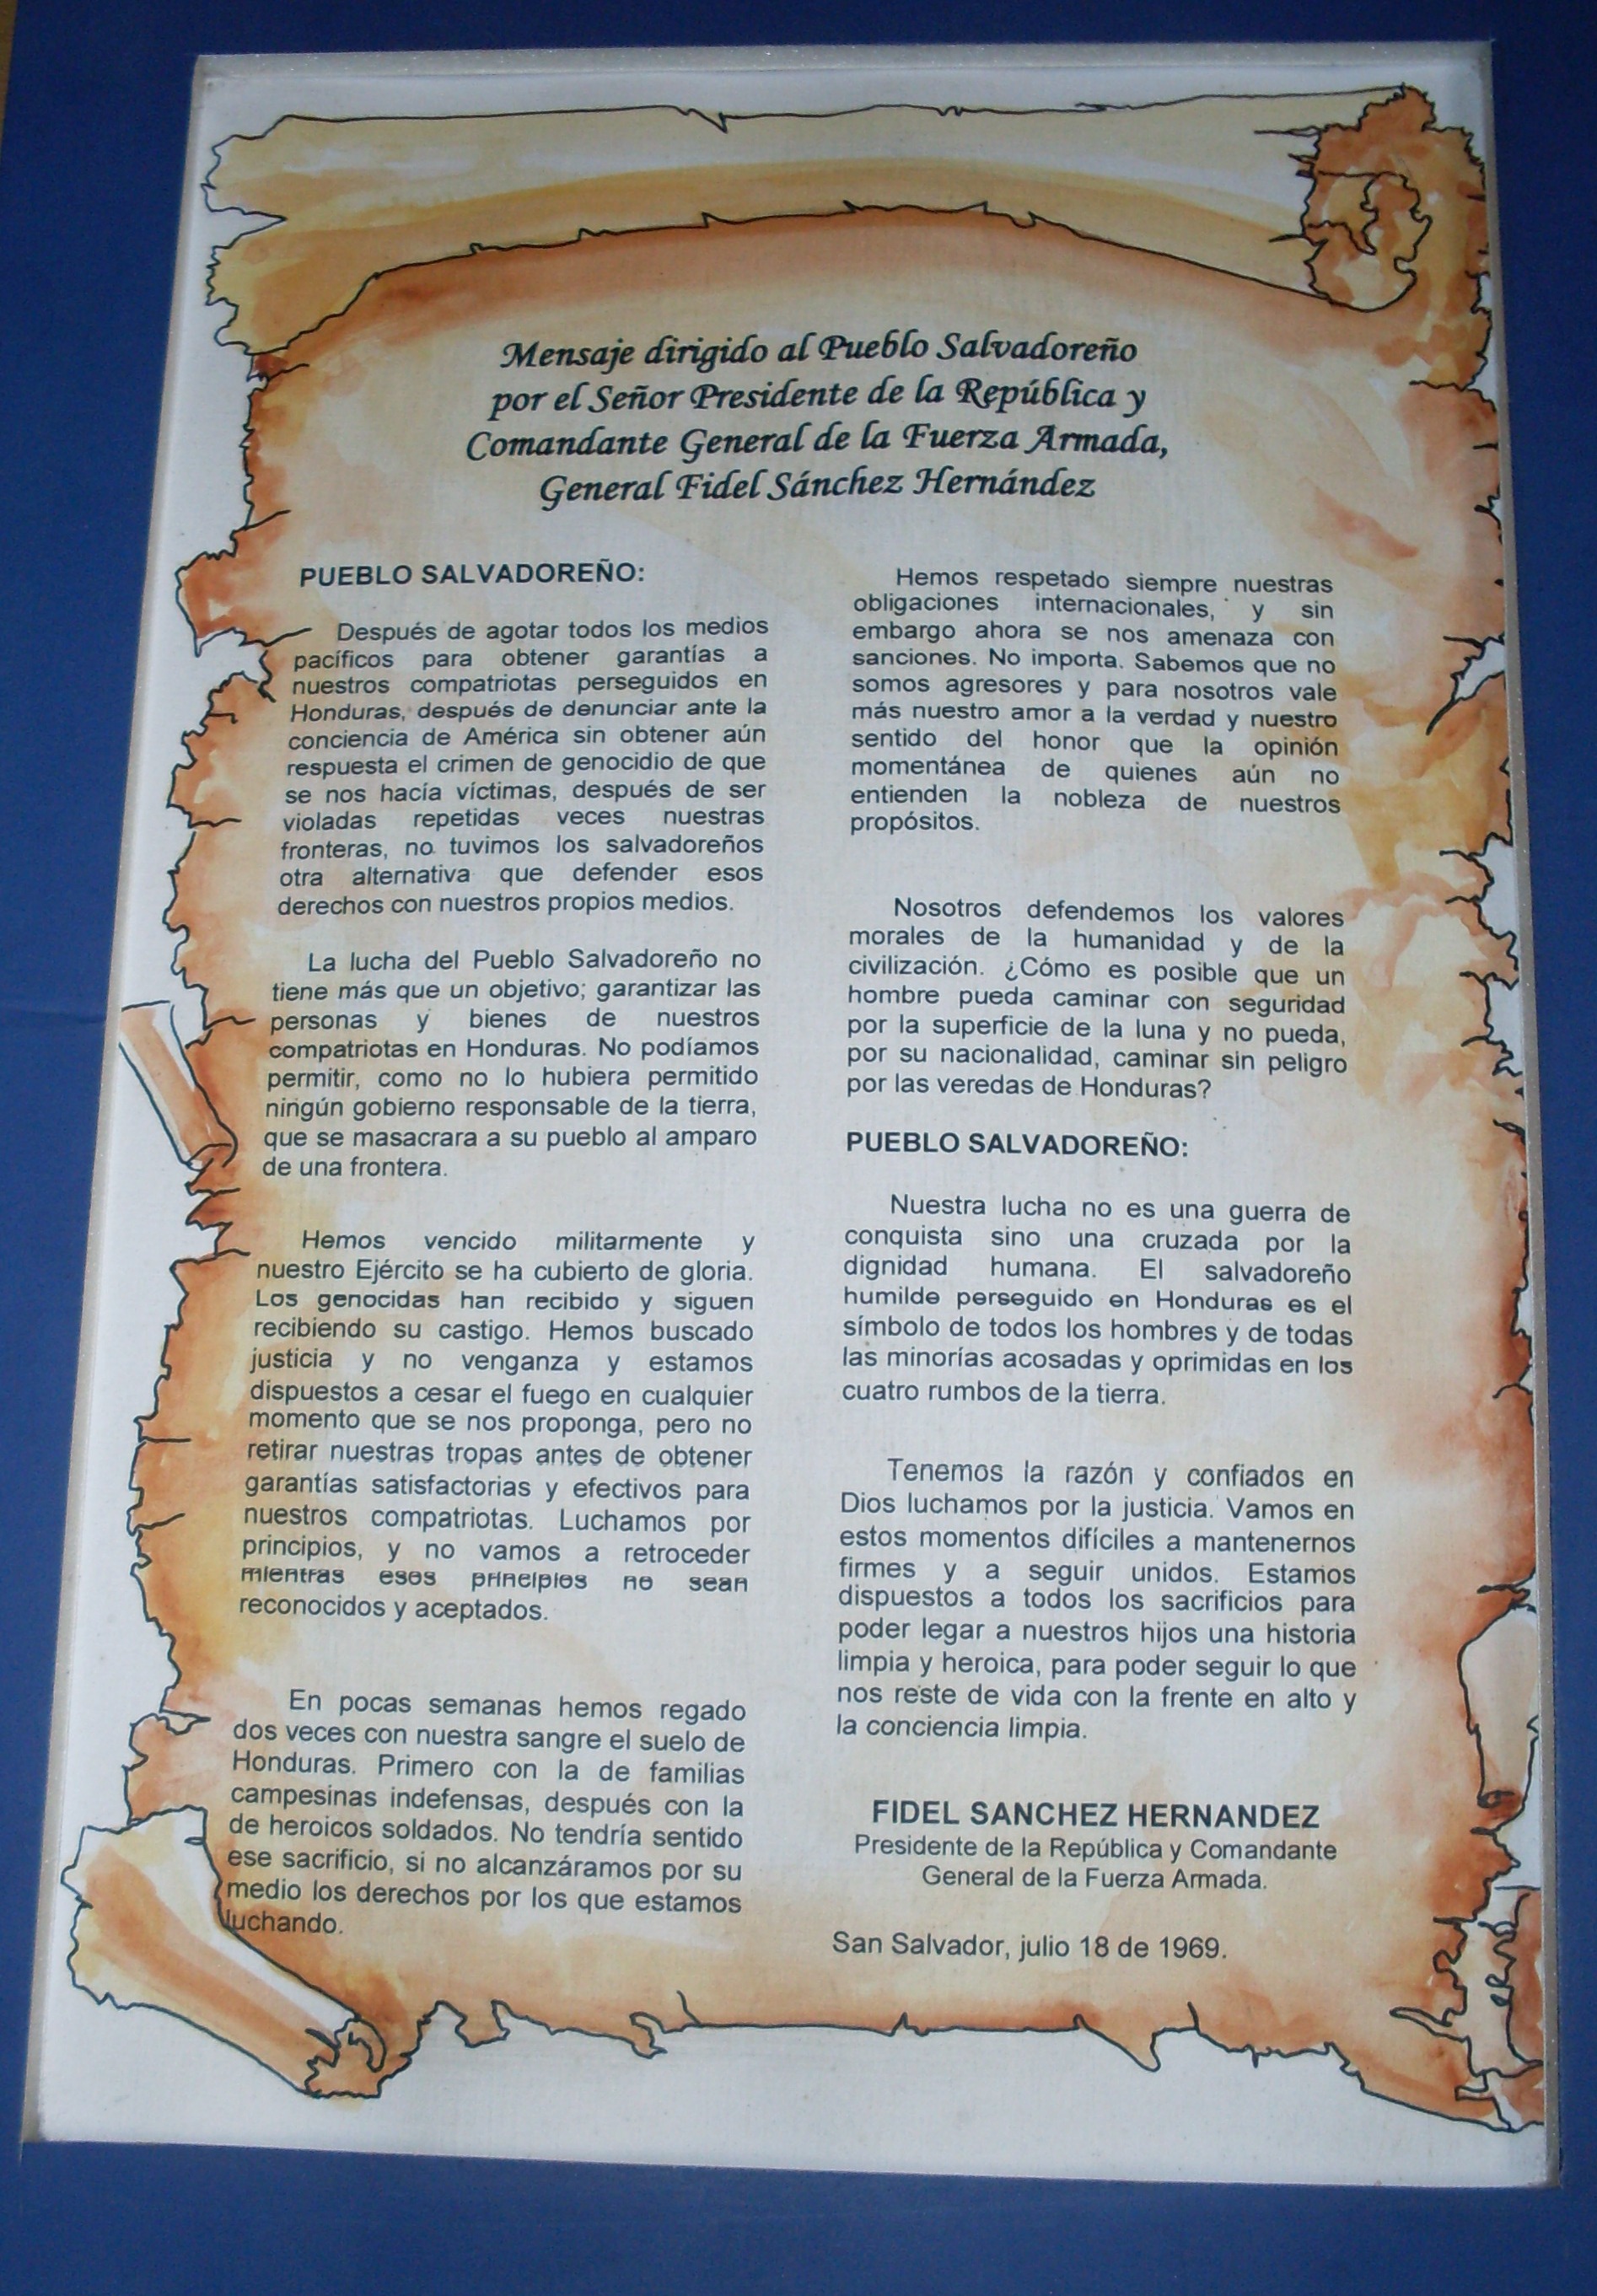 Mensaje dirigido al Pueblo Salvadoreño
por el Señor Presidente de la República y
Comandante General de la Fuerza Armada,
General Fidel Sánchez Hernández
PUEBLO SALVADOREÑO:
Después de agotar todos los medios
pacíficos para obtener garantías a
nuestros compatriotas perseguidos en
Honduras, después de denunciar ante la
conciencia de América sin obtener aún
respuesta el crimen de genocidio de que
se nos hacía víctimas, después de ser
violadas repetidas veces nuestras
fronteras, no tuvimos los salvadoreños
otra alternativa que defender esos
derechos con nuestros propios medios.
La lucha del Pueblo Salvadoreño no
tiene más que un objetivo; garantizar las
personas y bienes de nuestros
compatriotas en Honduras. No podíamos
permitir, como no lo hubiera permitido
ningún gobierno responsable de la tierra,
que se masacrara a su pueblo al amparo
de una frontera.
Hemos vencido militarmente y
nuestro Ejército se ha cubierto de gloria.
Los genocidas han recibido y siguen
recibiendo su castigo. Hemos buscado
justicia y no venganza y estamos
dispuestos a cesar el fuego en cualquier
momento que se nos proponga, pero no
retirar nuestras tropas antes de obtener
garantías satisfactorias y efectivos para
nuestros compatriotas. Luchamos por
principios, y no vamos a retroceder
mientras esos principios no sean
reconocidos y aceptados.
En pocas semanas hemos regado
dos veces con nuestra sangre el suelo de
Honduras. Primero con la de familias
campesinas indefensas, después con la
de heroicos soldados. No tendría sentido
ese sacrificio, si no alcanzáramos por su
medio los derechos por los que estamos
luchando.
Hemos respetado siempre nuestras
obligaciones internacionales, y sin
embargo ahora se nos amenaza con
sanciones. No importa. Sabemos que no
somos agresores y para nosotros vale
más nuestro amor a la verdad y nuestro
sentido del honor que la opinión
momentánea de quienes aún no
entienden la nobleza de nuestros
propósitos.
Nosotros defendemos los valores
morales de la humanidad y de la
civilización. ¿Cómo es posible que un
hombre pueda caminar con seguridad
por la superficie de la luna y no pueda,
por su nacionalidad, caminar sin peligro
por las veredas de Honduras?
PUEBLO SALVADOREÑO:
Nuestra lucha no es una guerra de
conquista sino una cruzada por la
dignidad humana. El salvadoreño
humilde perseguido en Honduras es el
símbolo de todos los hombres y de todas
las minorías acosadas y oprimidas en los
cuatro rumbos de la tierra.
Tenemos la razón y confiados en
Dios luchamos por la justicia. Vamos en
estos momentos difíciles a mantenernos
firmes y a seguir unidos. Estamos
dispuestos a todos los sacrificios para
poder legar a nuestros hijos una historia
limpia y heroica, para poder seguir lo que
nos reste de vida con la frente en alto y
la conciencia limpia.
FIDEL SANCHEZ HERNANDEZ
Presidente de la República y Comandante
General de la Fuerza Armada.
San Salvador, julio 18 de 1969.